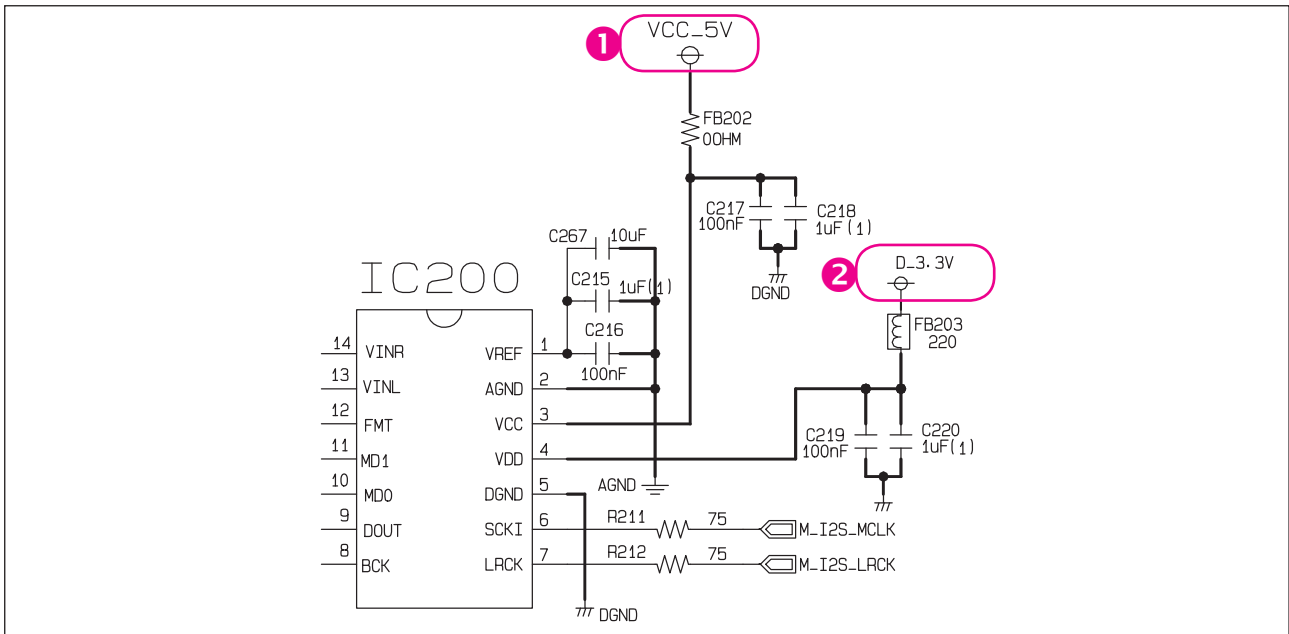 1
VCC_5V
FB202
0OHM
C217
100nF
C218
1uF(1)
DGND
2
D_3.3V
FB203
220
C219
100nF
C220
1uF(1)
C267
10uF
C215
1uF(1)
C216
100nF
IC200
14 VINR
13 VINL
12 FMT
11 MD1
10 MD0
9 DOUT
8 BCK
VREF 1
AGND 2
VCC 3
VDD 4
DGND 5
SCKI 6
LRCK 7
AGND
R211 75 M_I2S_MCLK
R212 75 M_I2S_LRCK
DGND